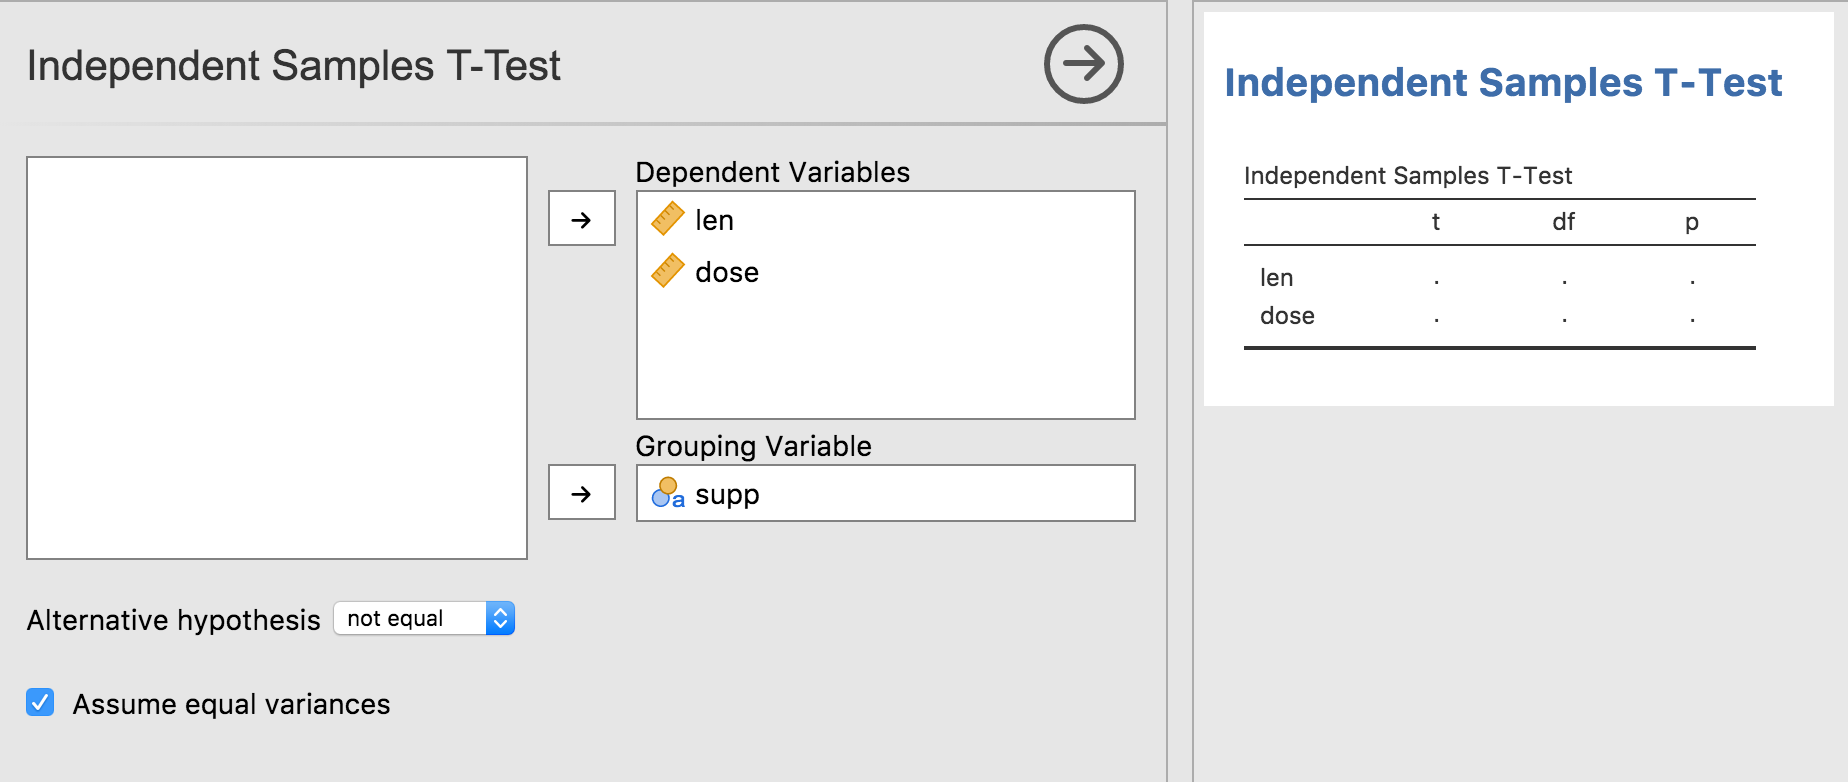 Independent Samples T-Test
Dependent Variables
len
dose
Grouping Variable
a supp
Alternative hypothesis not equal
Assume equal variances
Independent Samples T-Test
Independent Samples T-Test
t df p
len . . .
dose . . .